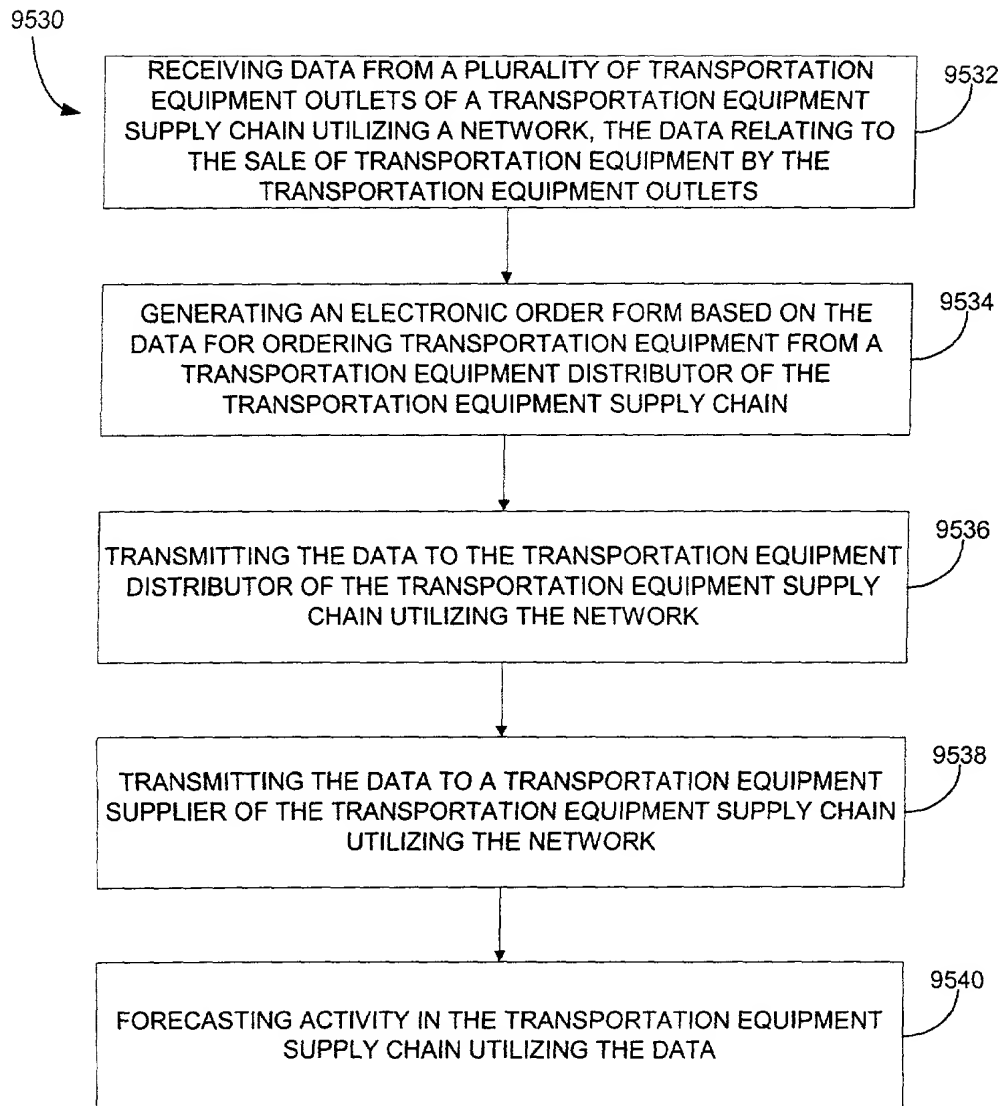 9530
RECEIVING DATA FROM A PLURALITY OF TRANSPORTATION
EQUIPMENT OUTLETS OF A TRANSPORTATION EQUIPMENT
SUPPLY CHAIN UTILIZING A NETWORK, THE DATA RELATING TO
THE SALE OF TRANSPORTATION EQUIPMENT BY THE
TRANSPORTATION EQUIPMENT OUTLETS
9532
GENERATING AN ELECTRONIC ORDER FORM BASED ON THE
DATA FOR ORDERING TRANSPORTATION EQUIPMENT FROM A
TRANSPORTATION EQUIPMENT DISTRIBUTOR OF THE
TRANSPORTATION EQUIPMENT SUPPLY CHAIN
9534
TRANSMITTING THE DATA TO THE TRANSPORTATION EQUIPMENT
DISTRIBUTOR OF THE TRANSPORTATION EQUIPMENT SUPPLY
CHAIN UTILIZING THE NETWORK
9536
TRANSMITTING THE DATA TO A TRANSPORTATION EQUIPMENT
SUPPLIER OF THE TRANSPORTATION EQUIPMENT SUPPLY CHAIN
UTILIZING THE NETWORK
9538
FORECASTING ACTIVITY IN THE TRANSPORTATION EQUIPMENT
SUPPLY CHAIN UTILIZING THE DATA
9540